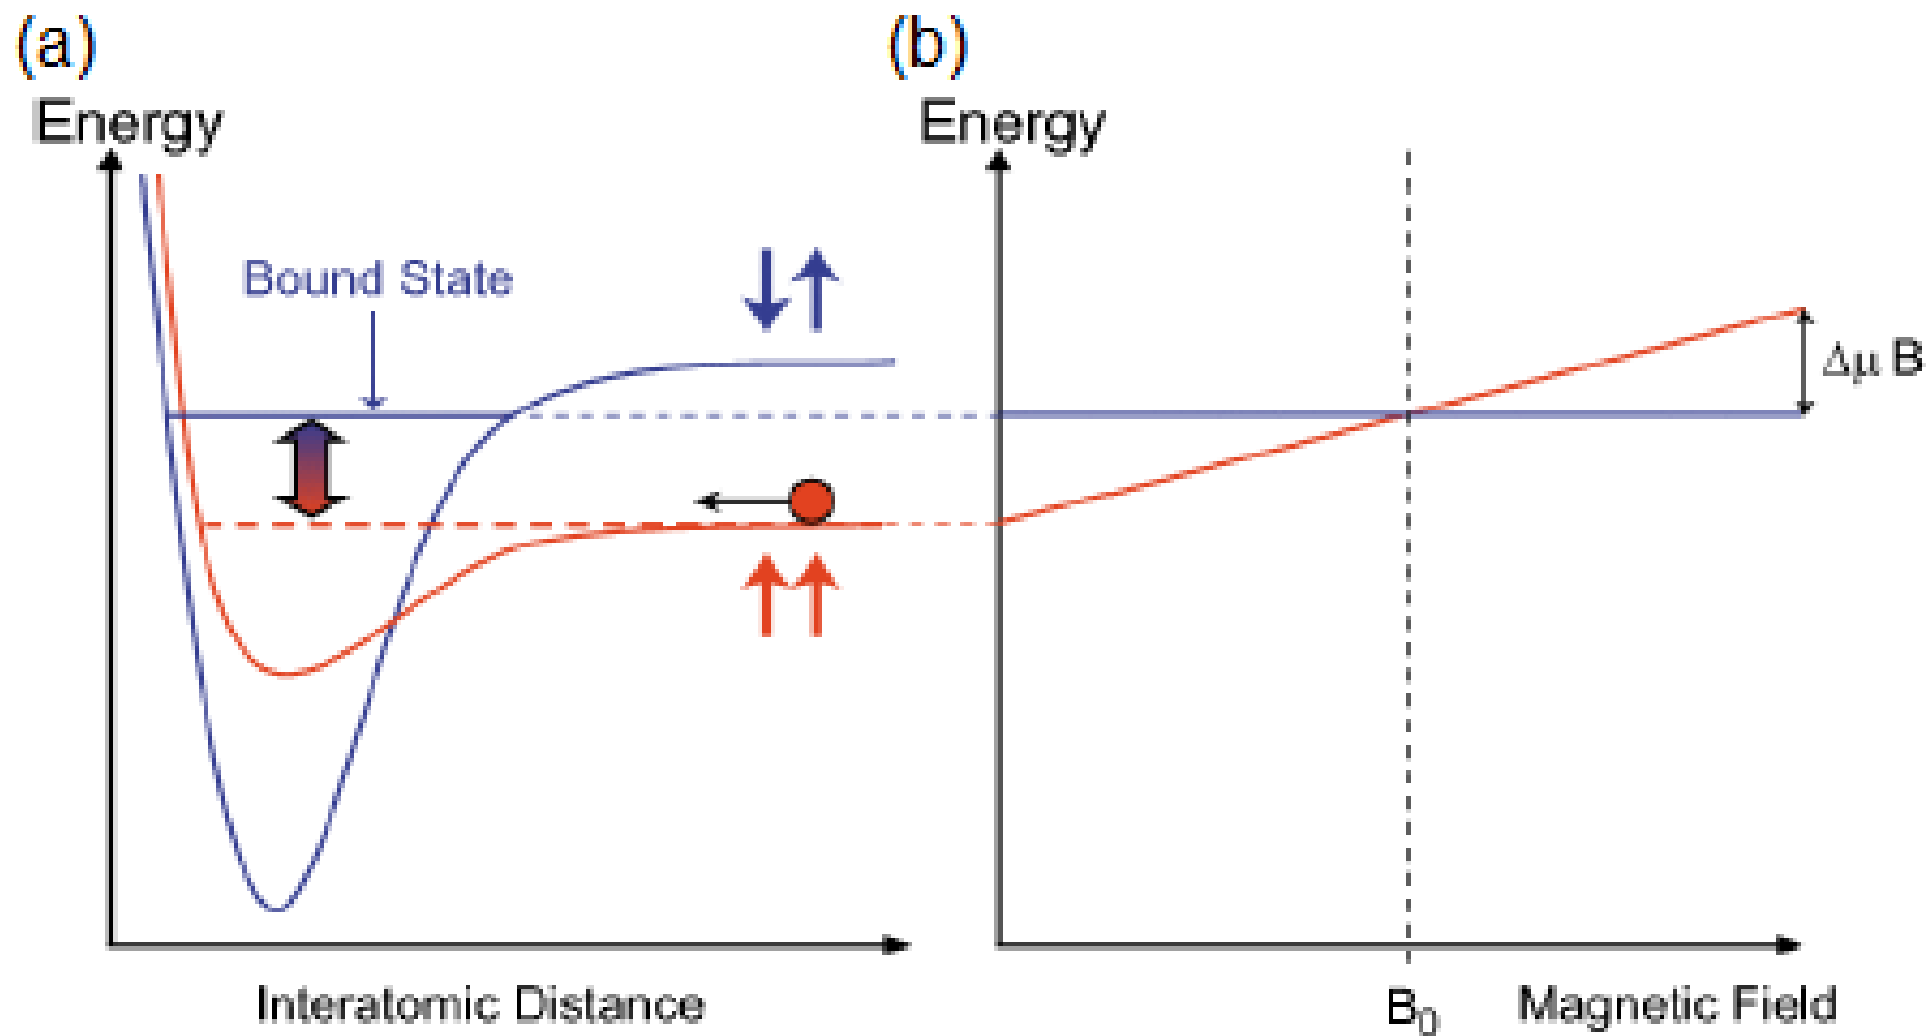 (a)
Energy
Bound State
Interatomic Distance
(b)
Energy
Δμ B
B₀
Magnetic Field